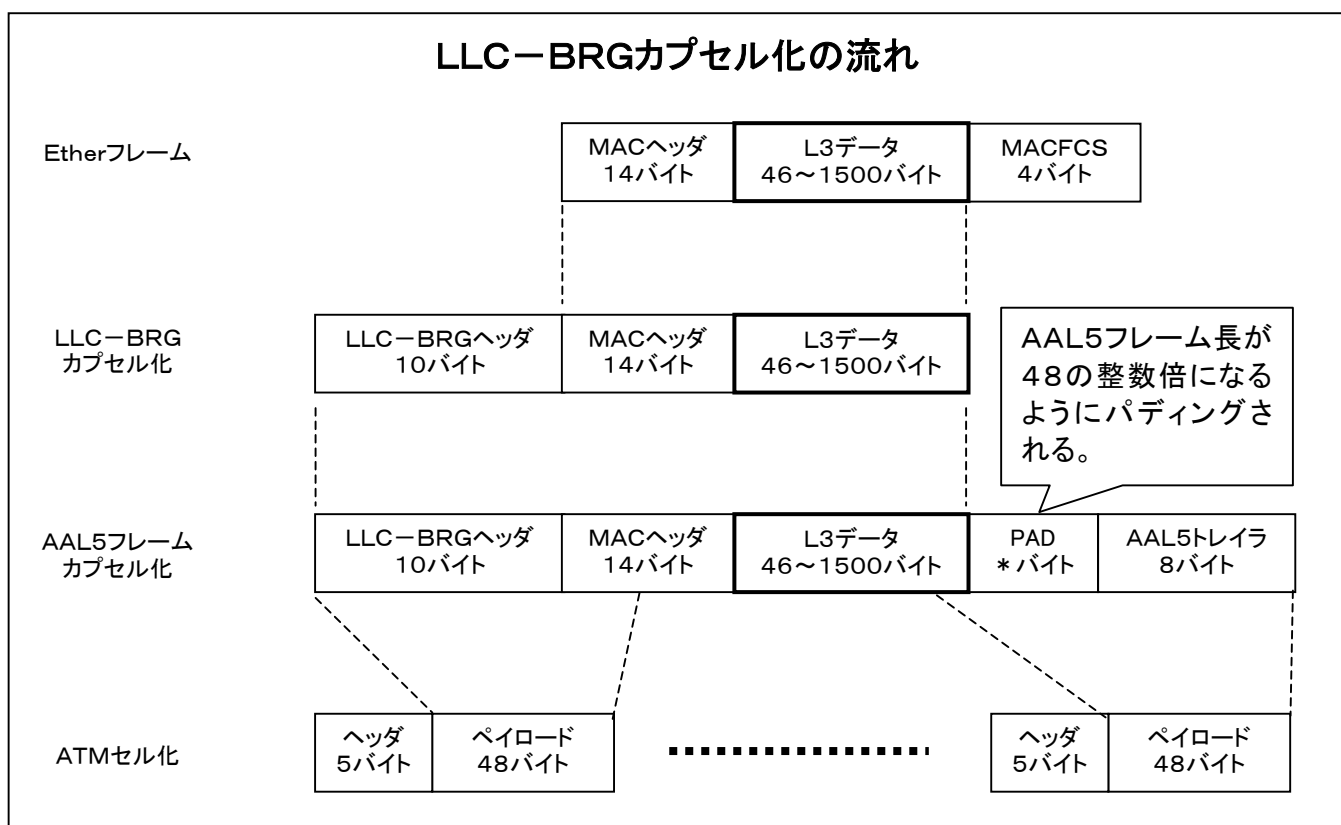 LLC-BRGカプセル化の流れ
Etherフレーム
MACヘッダ
14バイト
L3データ
46~1500バイト
MACFCS
4バイト
LLC-BRG
カプセル化
LLC-BRGヘッダ
10バイト
MACヘッダ
14バイト
L3データ
46~1500バイト
AAL5フレーム長が
48の整数倍になる
ようにパディングさ
れる。
AAL5フレーム
カプセル化
LLC-BRGヘッダ
10バイト
MACヘッダ
14バイト
L3データ
46~1500バイト
PAD
*バイト
AAL5トレイラ
8バイト
ATMセル化
ヘッダ
5バイト
ペイロード
48バイト
ヘッダ
5バイト
ペイロード
48バイト